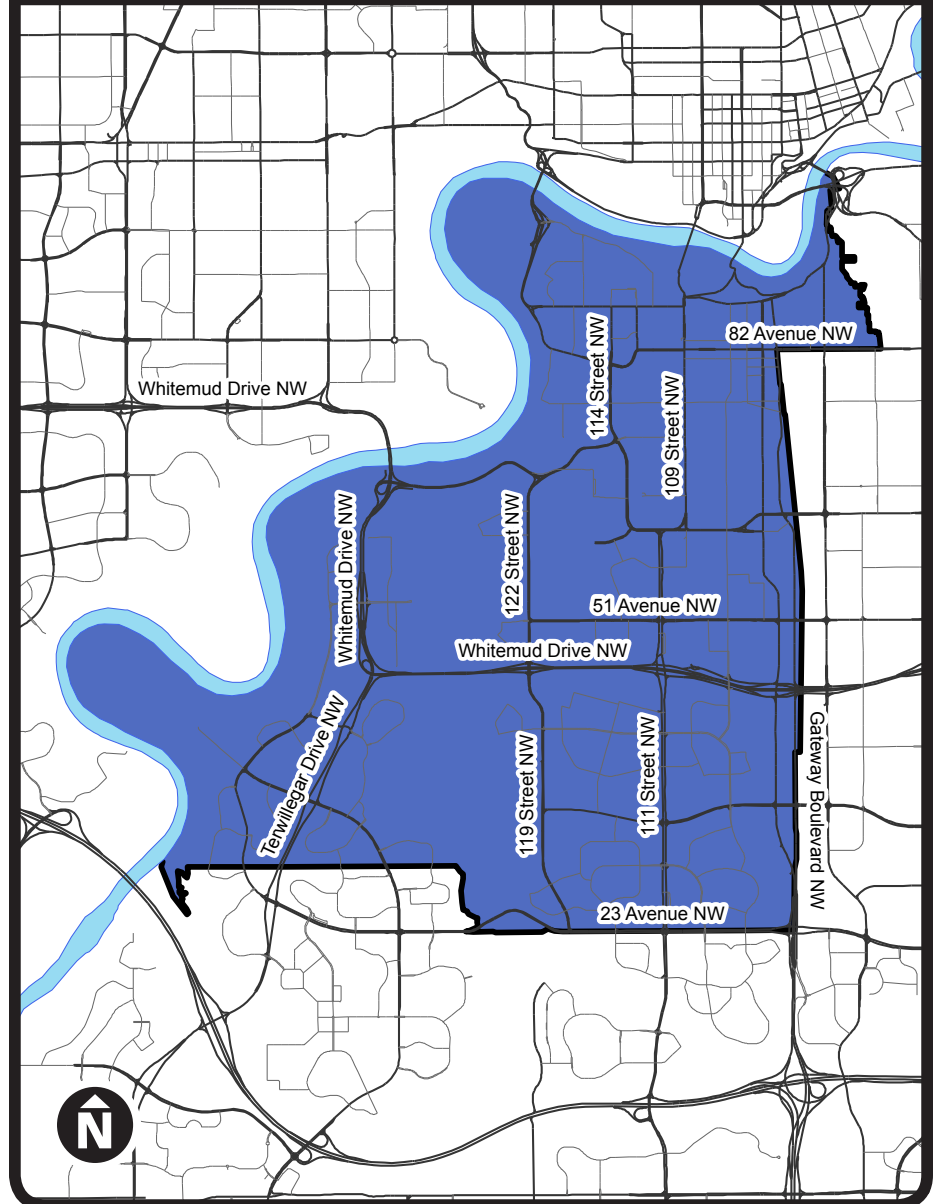 82 Avenue NW
114 Street NW
Whitemud Drive NW
109 Street NW
122 Street NW
Whitemud Drive NW
51 Avenue NW
Whitemud Drive NW
Terwillegar Drive NW
119 Street NW
111 Street NW
Gateway Boulevard NW
23 Avenue NW
N